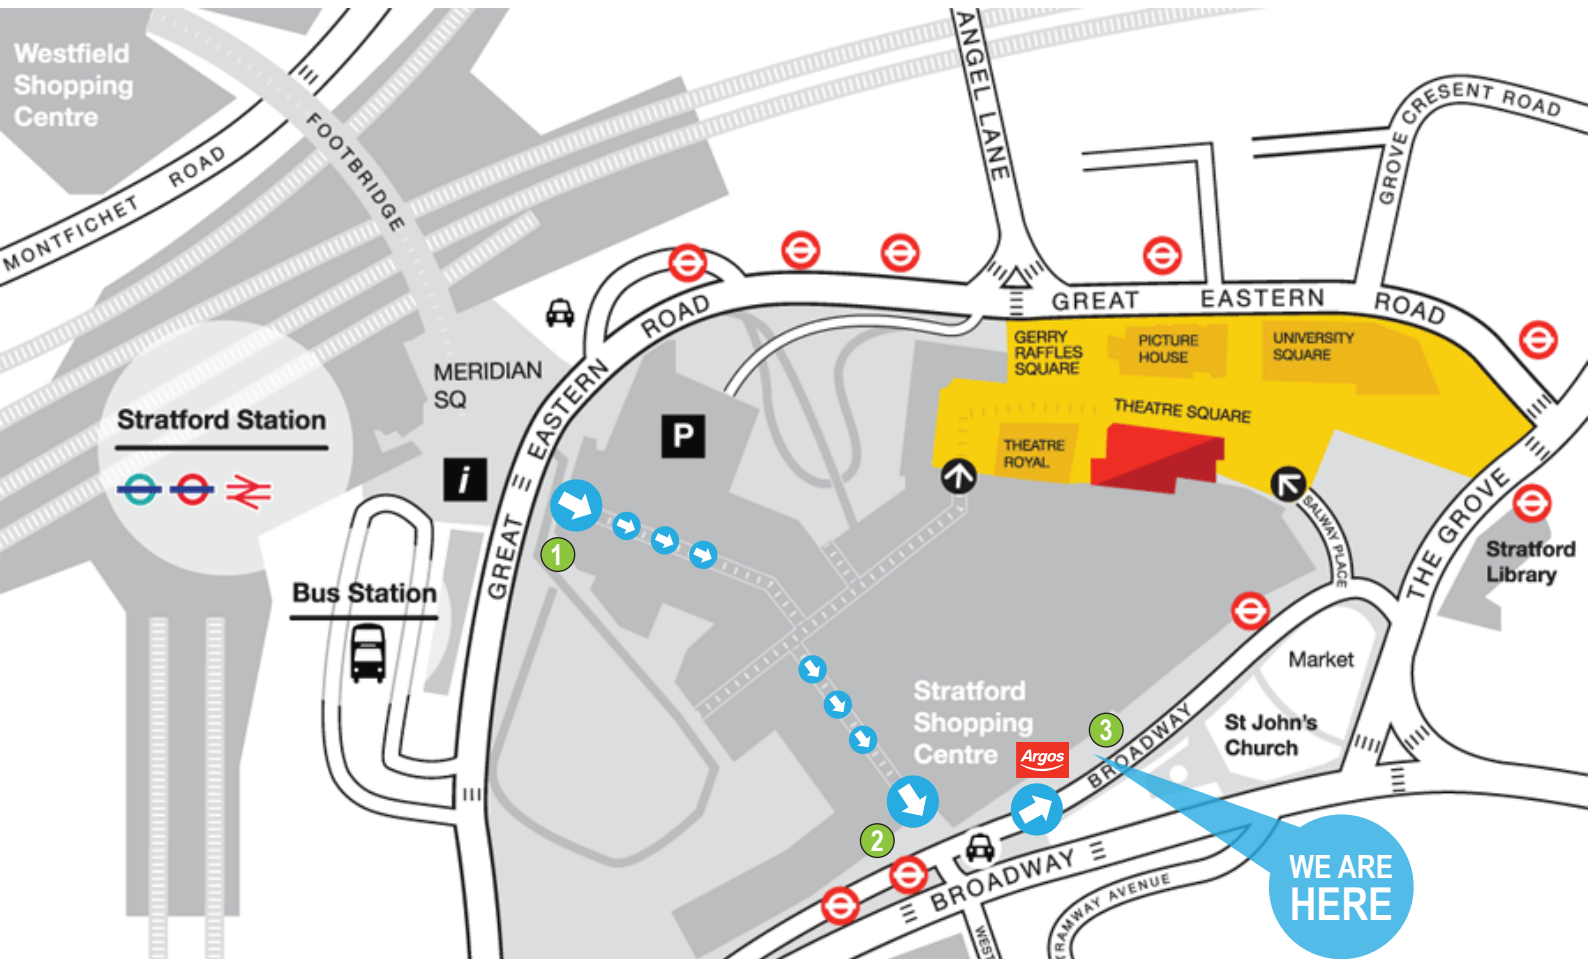 Westfield
Shopping
Centre
MONTFICHET ROAD
FOOTBRIDGE
ANGEL LANE
GROVE CRESENT ROAD
GREAT EASTERN ROAD
GREAT EASTERN ROAD
MERIDIAN
SQ
Stratford Station
i
P
Bus Station
GERRY
RAFFLES
SQUARE
PICTURE
HOUSE
UNIVERSITY
SQUARE
THEATRE SQUARE
THEATRE
ROYAL
SALWAY PLACE
THE GROVE
Stratford
Library
1
2
3
Stratford
Shopping
Centre
Argos
BROADWAY
Market
St John's
Church
BROADWAY
WEST
TRAMWAY AVENUE
WE ARE
HERE